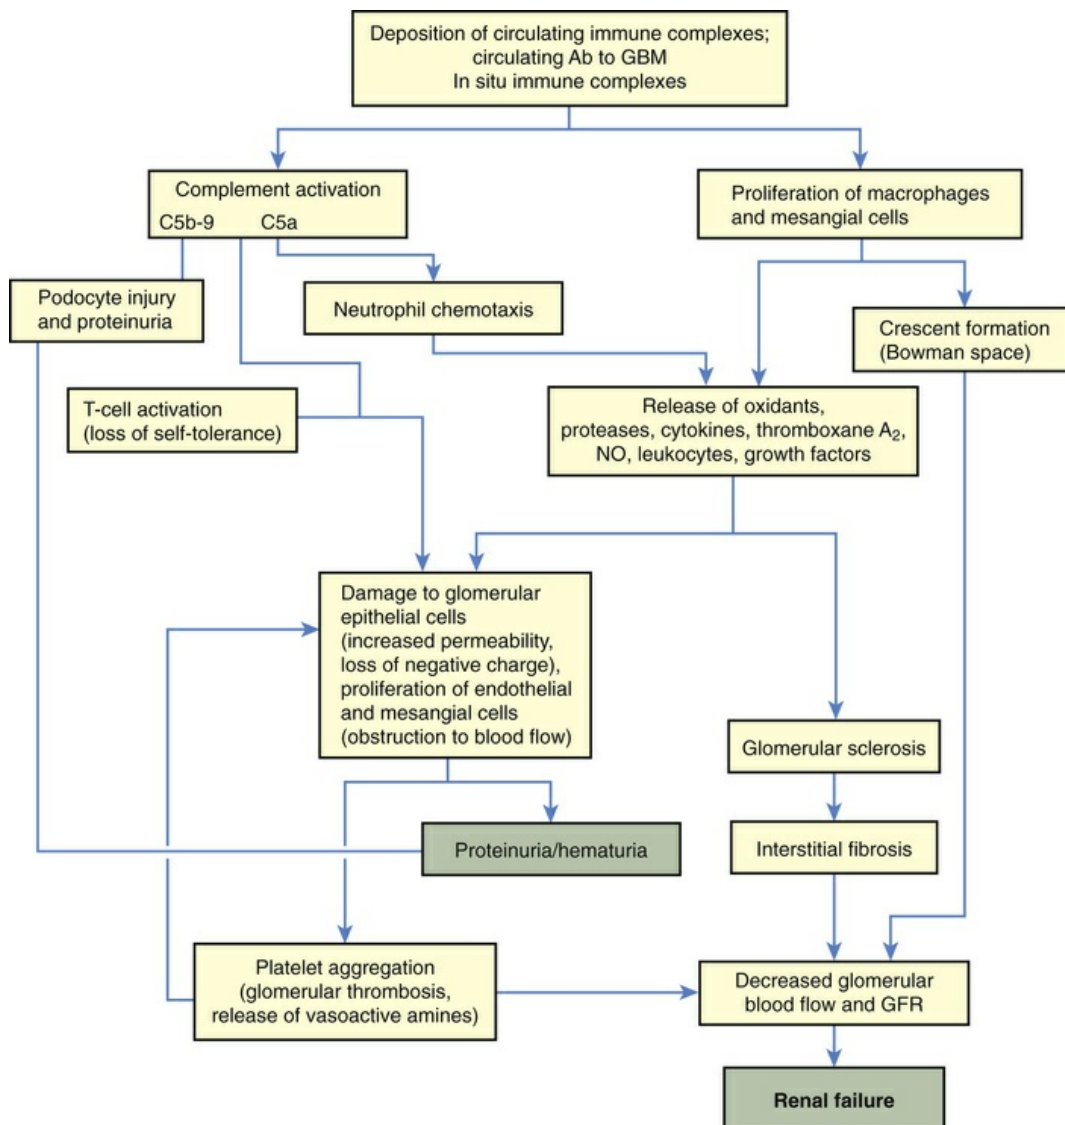 Deposition of circulating immune complexes;
circulating Ab to GBM
In situ immune complexes
Complement activation
C5b-9 C5a
Proliferation of macrophages
and mesangial cells
Podocyte injury
and proteinuria
Neutrophil chemotaxis
Crescent formation
(Bowman space)
T-cell activation
(loss of self-tolerance)
Release of oxidants,
proteases, cytokines, thromboxane A₂,
NO, leukocytes, growth factors
Damage to glomerular
epithelial cells
(increased permeability,
loss of negative charge),
proliferation of endothelial
and mesangial cells
(obstruction to blood flow)
Glomerular sclerosis
Proteinuria/hematuria
Interstitial fibrosis
Platelet aggregation
(glomerular thrombosis,
release of vasoactive amines)
Decreased glomerular
blood flow and GFR
Renal failure